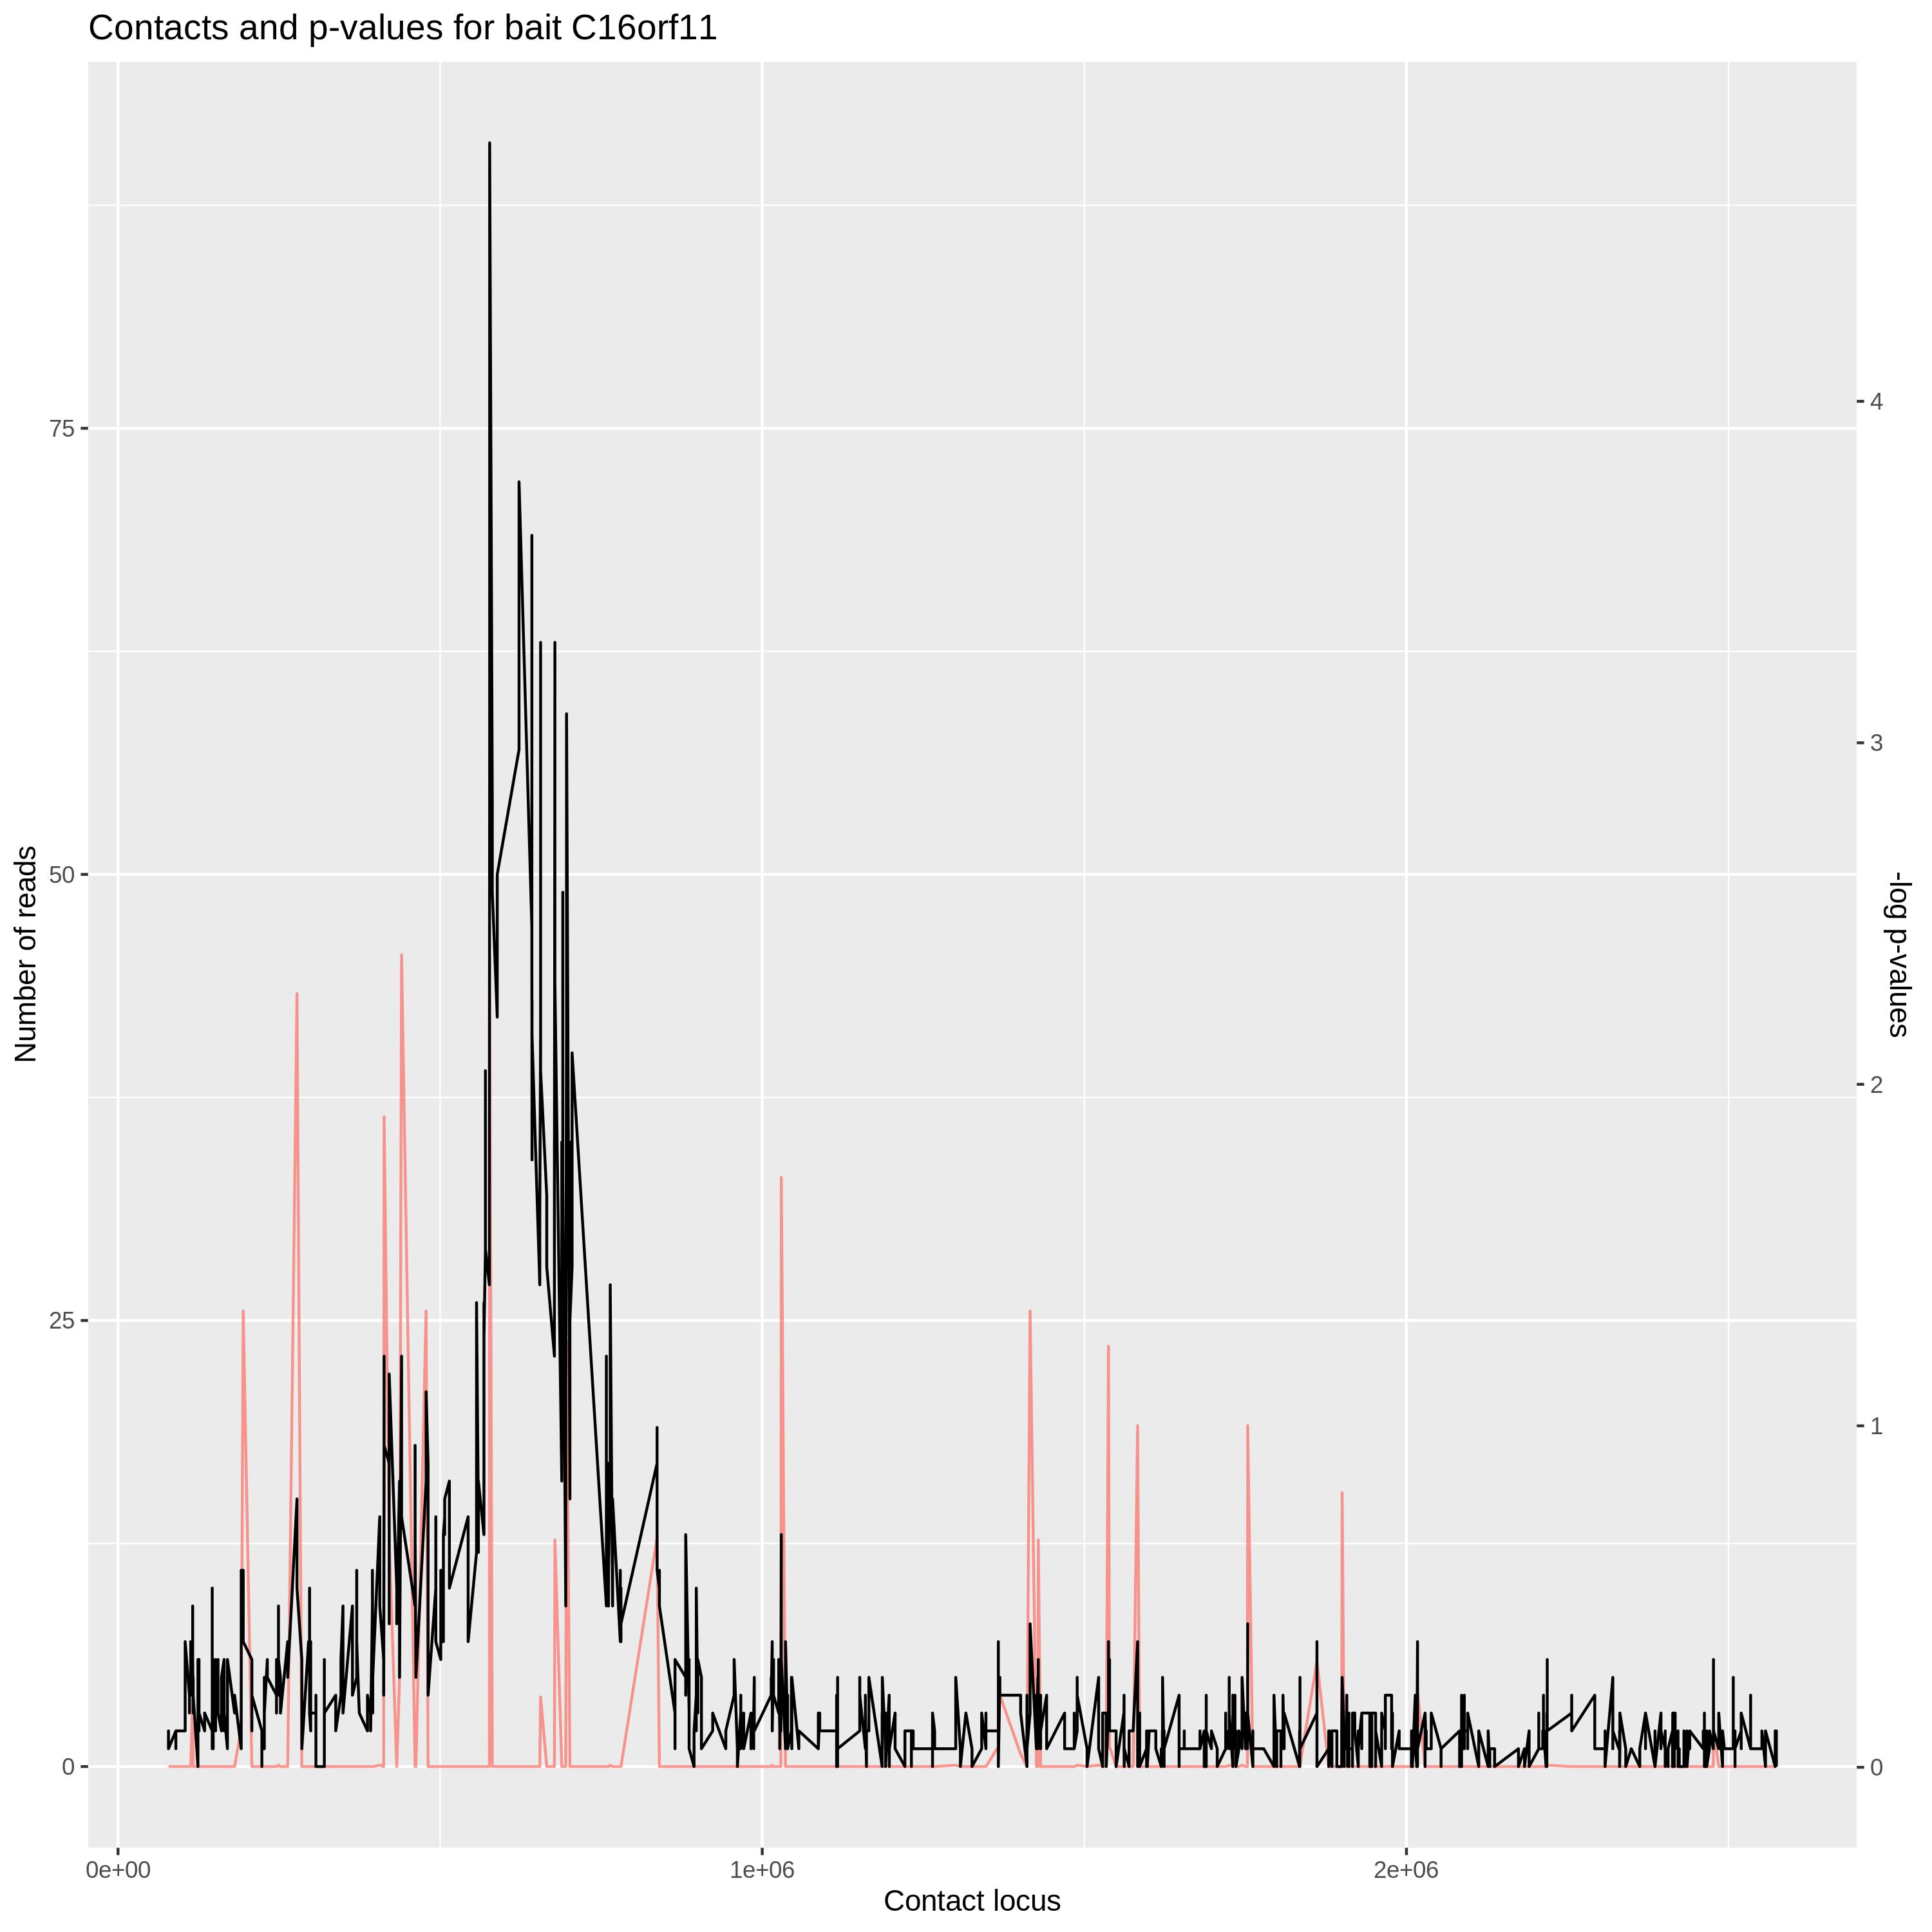 Contacts and p-values for bait C16orf11
75
50
25
0
Number of reads
4
3
2
1
0
-log p-values
0e+00
1e+06
2e+06
Contact locus